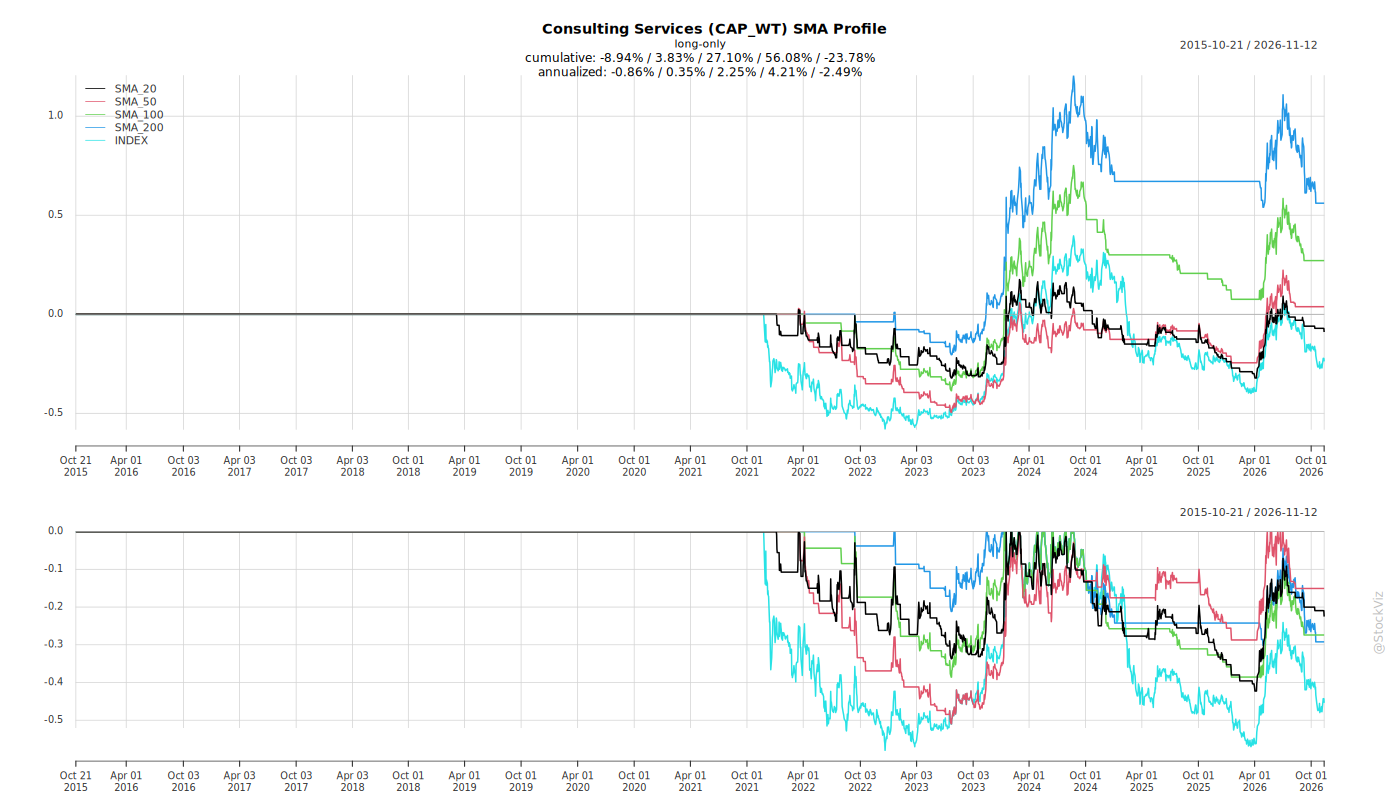 Consulting Services (CAP_WT) SMA Profile
long-only
cumulative: -8.94% / 3.83% / 27.10% / 56.08% / -23.78%
annualized: -0.86% / 0.35% / 2.25% / 4.21% / -2.49%
2015-10-21 / 2026-11-12
SMA_20
SMA_50
SMA_100
SMA_200
INDEX
1.0
0.5
0.0
-0.5
Oct 21 Apr 01 Oct 03 Apr 03 Oct 03 Apr 02 Oct 01 Apr 01 Oct 01 Apr 01 Oct 01 Apr 01 Oct 01 Apr 01 Oct 03 Apr 03 Oct 03 Apr 01 Oct 01 Apr 01 Oct 01 Apr 01 Oct 01
2015 2016 2016 2017 2017 2018 2018 2019 2019 2020 2020 2021 2021 2022 2022 2023 2023 2024 2024 2025 2025 2026 2026
2015-10-21 / 2026-11-12
0.0
-0.1
-0.2
-0.3
-0.4
-0.5
Oct 21 Apr 01 Oct 03 Apr 03 Oct 03 Apr 02 Oct 01 Apr 01 Oct 01 Apr 01 Oct 01 Apr 01 Oct 01 Apr 01 Oct 03 Apr 03 Oct 03 Apr 01 Oct 01 Apr 01 Oct 01 Apr 01 Oct 01
2015 2016 2016 2017 2017 2018 2018 2019 2019 2020 2020 2021 2021 2022 2022 2023 2023 2024 2024 2025 2025 2026 2026
@StockViz